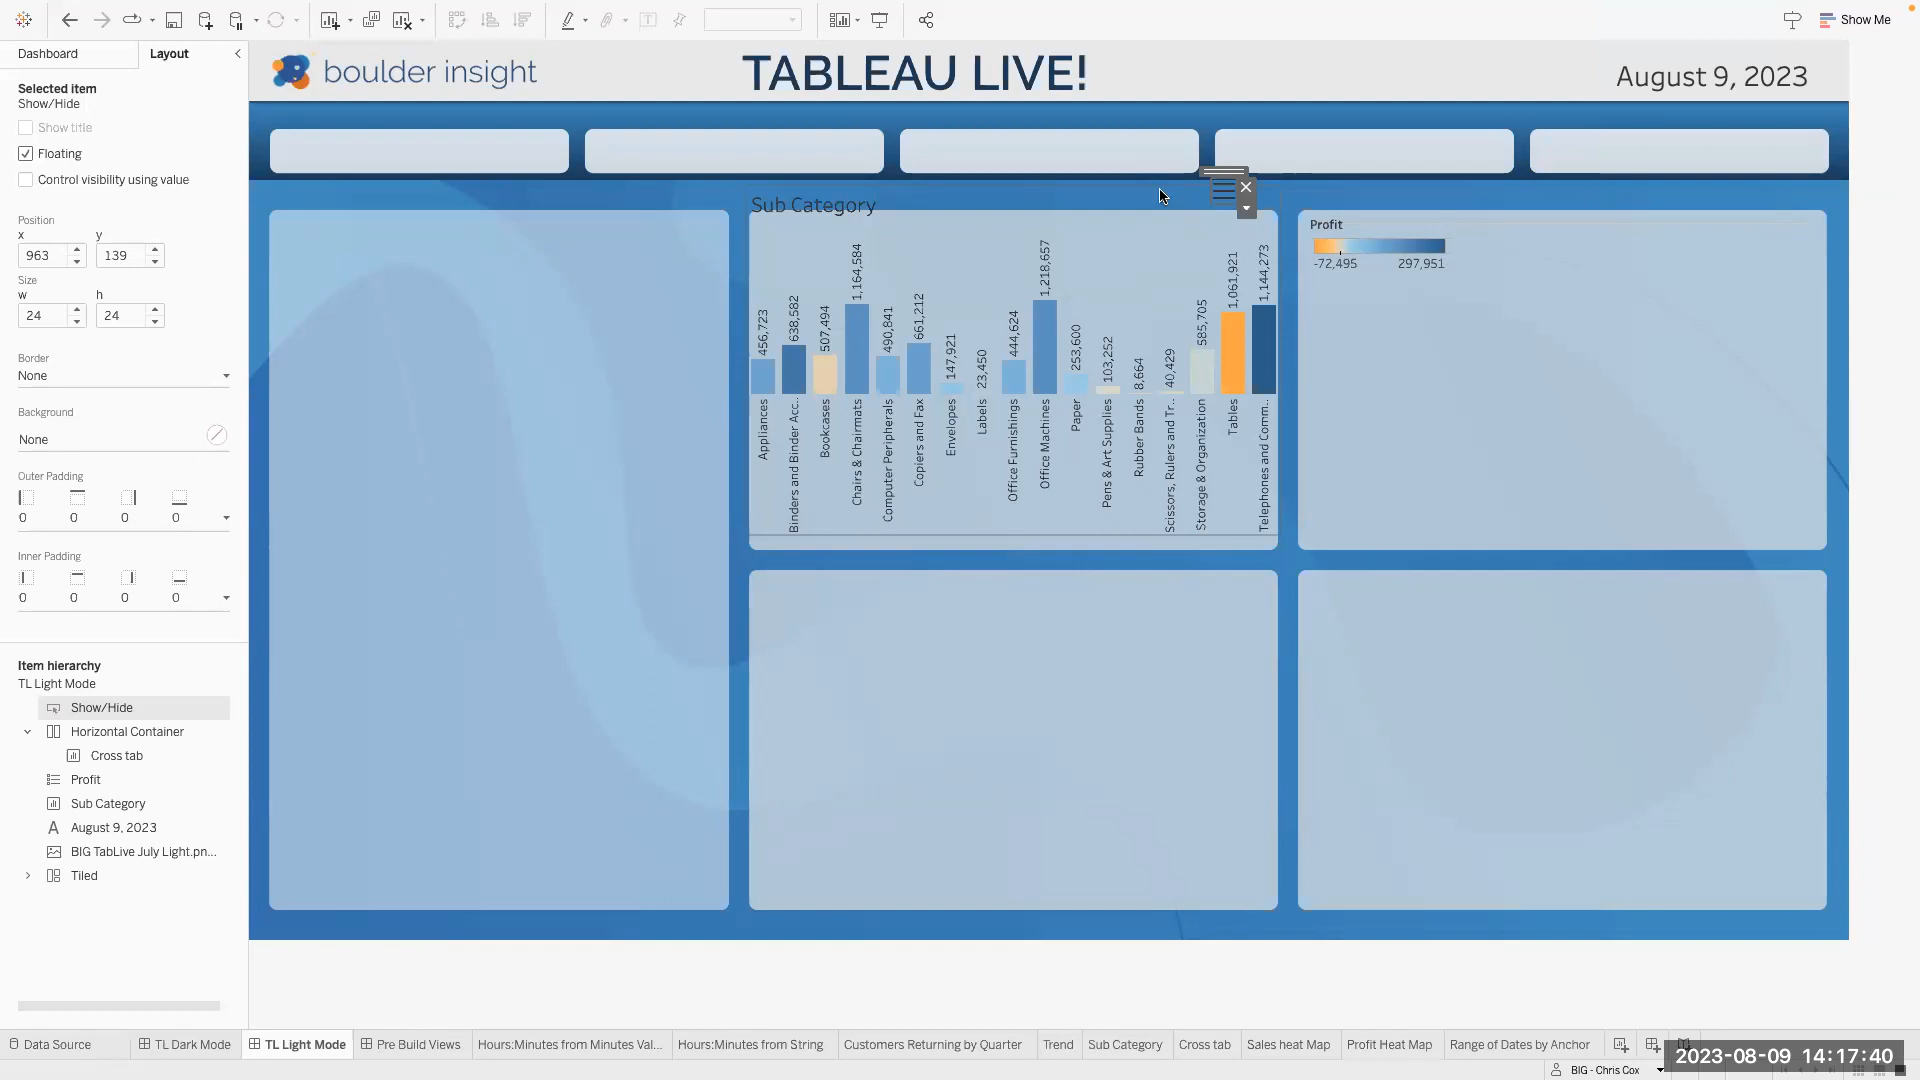 Show Me
Dashboard
Layout
Selected item
Show/Hide
Show title
Floating
Control visibility using value
Position
x
y
963
139
Size
w
h
24
24
Border
None
Background
None
Outer Padding
0 0 0 0
Inner Padding
0 0 0 0
Item hierarchy
TL Light Mode
Show/Hide
Horizontal Container
Cross tab
Profit
Sub Category
August 9, 2023
BIG TabLive July Light.pn...
Tiled
boulder insight
TABLEAU LIVE!
August 9, 2023
Sub Category
456,723
638,582
507,494
1,164,584
490,841
661,212
147,921
23,450
444,624
1,218,657
253,600
103,252
8,664
40,429
585,705
1,061,921
1,144,273
Appliances
Binders and Binder Acc..
Bookcases
Chairs & Chairmats
Computer Peripherals
Copiers and Fax
Envelopes
Labels
Office Furnishings
Office Machines
Paper
Pens & Art Supplies
Rubber Bands
Scissors, Rulers and Tr..
Storage & Organization
Tables
Telephones and Comm..
Profit
-72,495
297,951
Data Source
TL Dark Mode
TL Light Mode
Pre Build Views
Hours:Minutes from Minutes Val...
Hours:Minutes from String
Customers Returning by Quarter
Trend
Sub Category
Cross tab
Sales heat Map
Profit Heat Map
Range of Dates by Anchor
2023-08-09 14:17:40
BIG - Chris Cox